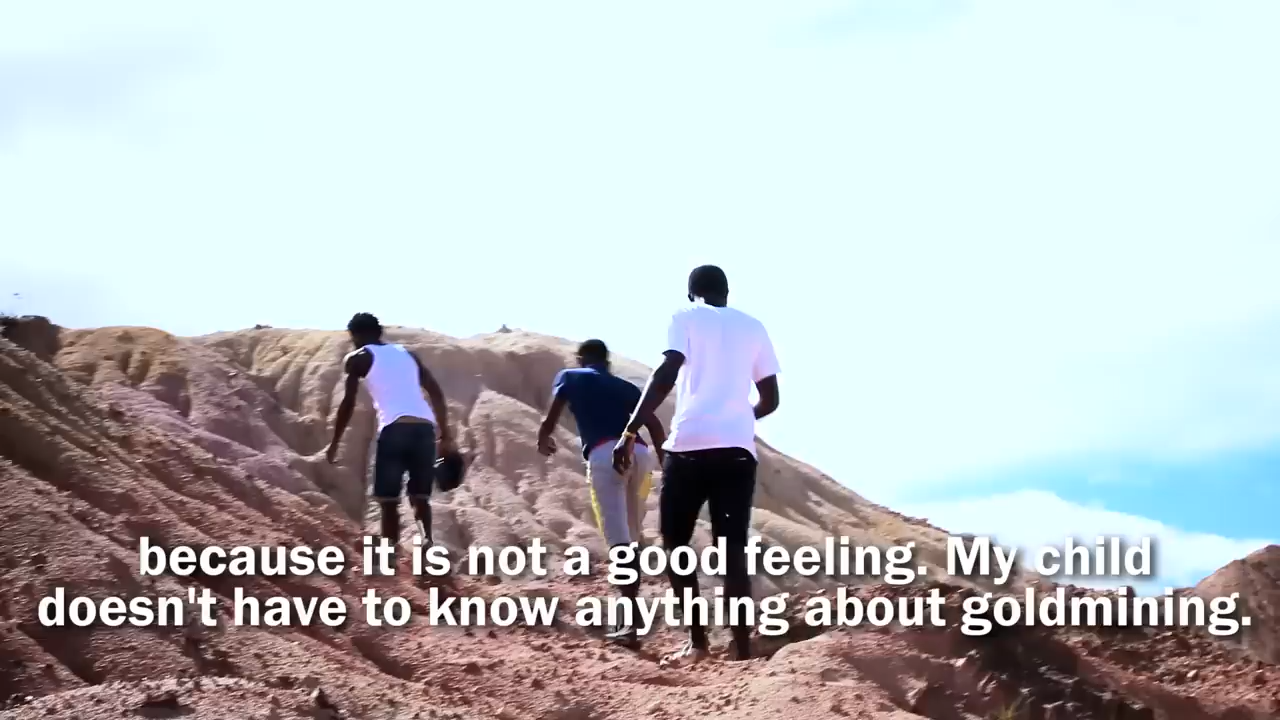 because it is not a good feeling. My child
doesn't have to know anything about goldmining.